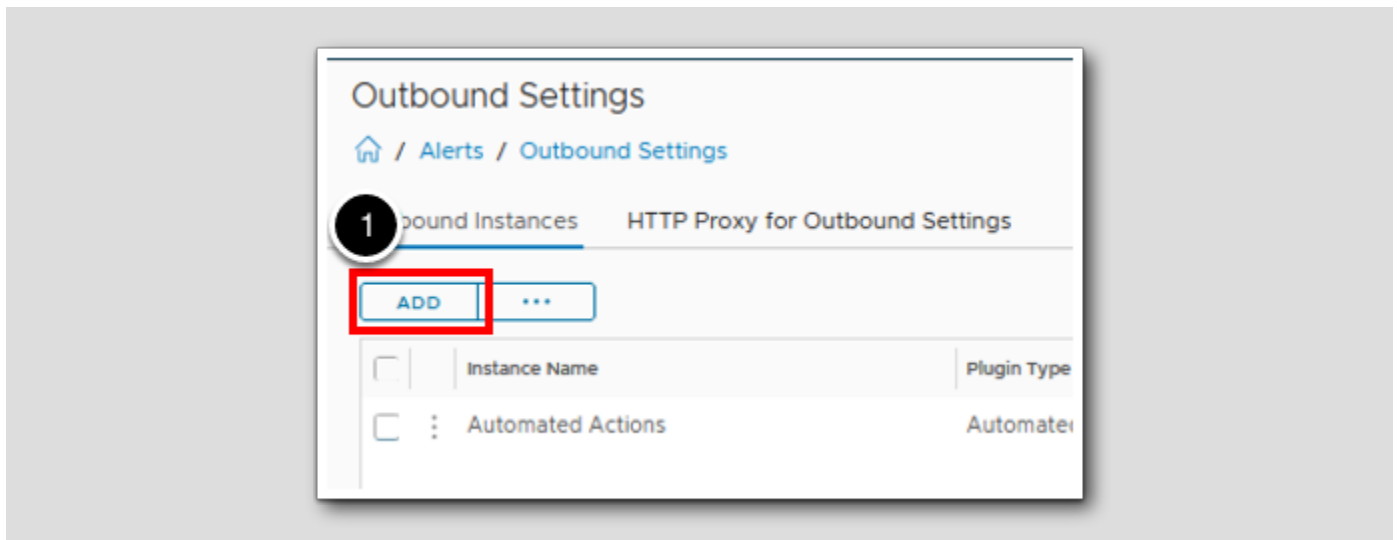 Outbound Settings
/ Alerts / Outbound Settings
1 bound Instances HTTP Proxy for Outbound Settings
ADD ...
Instance Name Plugin Type
Automated Actions